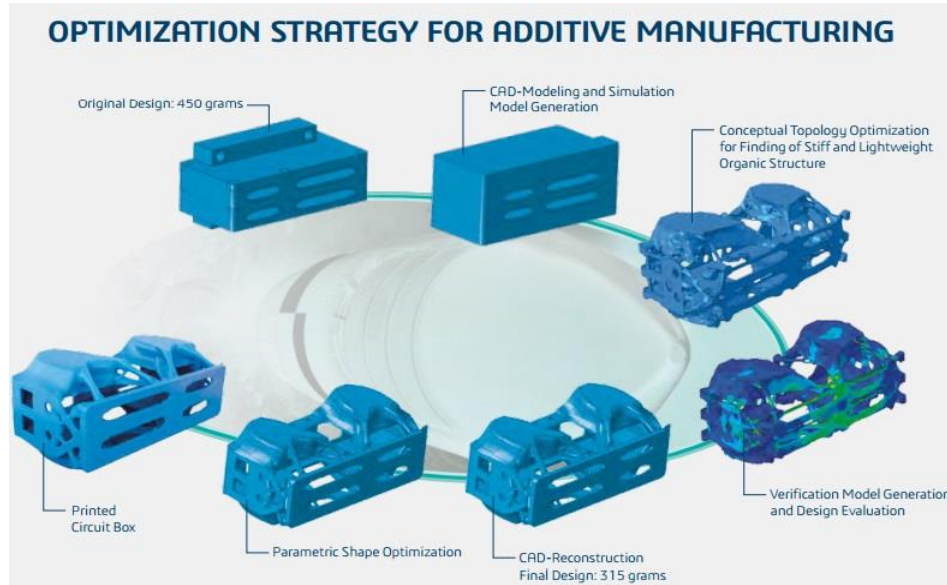 OPTIMIZATION STRATEGY FOR ADDITIVE MANUFACTURING
Original Design: 450 grams
CAD-Modeling and Simulation
Model Generation
Conceptual Topology Optimization
for Finding of Stiff and Lightweight
Organic Structure
Verification Model Generation
and Design Evaluation
CAD-Reconstruction
Final Design: 315 grams
Parametric Shape Optimization
Printed
Circuit Box